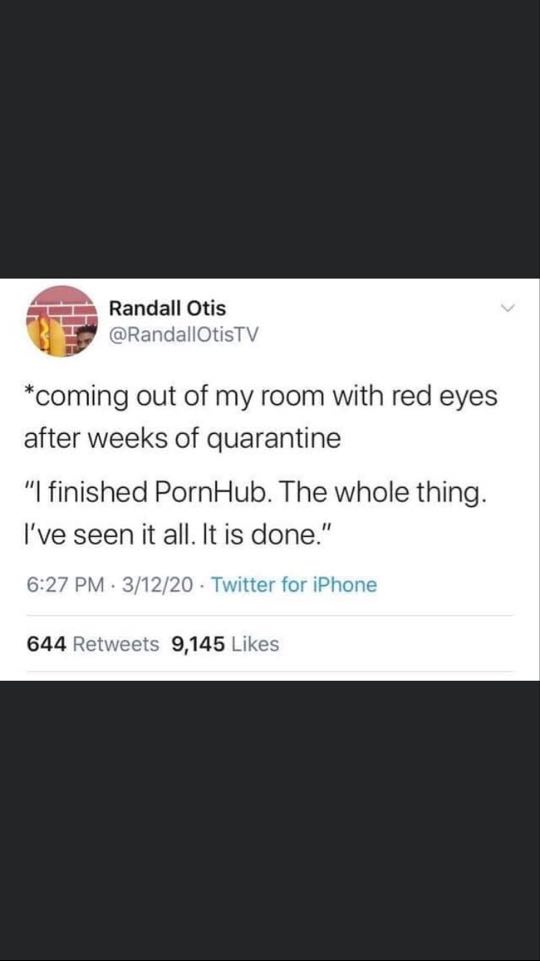 Randall Otis
@RandallOtisTV
*coming out of my room with red eyes
after weeks of quarantine
"I finished PornHub. The whole thing.
I've seen it all. It is done."
6:27 PM · 3/12/20 · Twitter for iPhone
644 Retweets 9,145 Likes